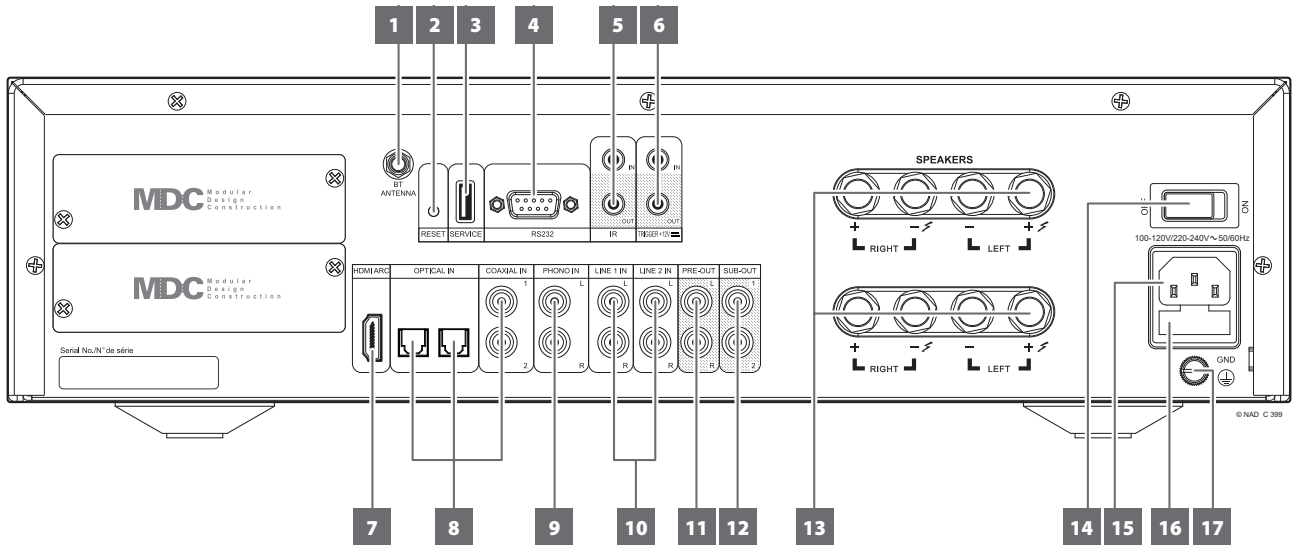 1 2 3 4 5 6
SPEAKERS
BT
ANTENNA
MDC Modular
Design
Construction
IN IN
OUT OUT
RESET SERVICE RS232 IR TRIGGER +12V
+ - - +
RIGHT LEFT
OFF ON
100-120V/220-240V~50/60Hz
MDC Modular
Design
Construction
HDMI ARC OPTICAL IN COAXIAL IN PHONO IN LINE 1 IN LINE 2 IN PRE-OUT SUB-OUT
1 L L L L 1
2 R R R R 2
Serial No./N° de série
+ - - +
RIGHT LEFT
GND
© NAD C 399
7 8 9 10 11 12 13 14 15 16 17